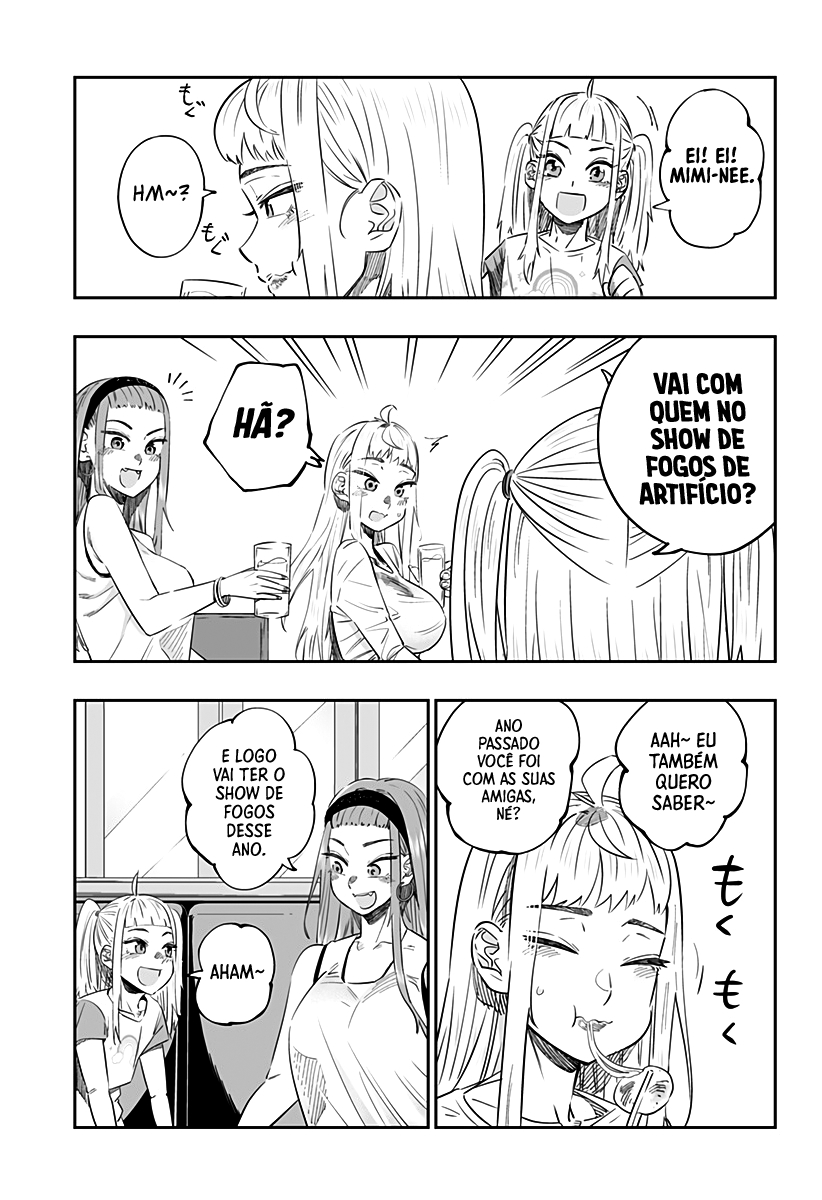 EI! EI!
MIMI-NEE.
もぐ
HM~?
もぐ
VAI COM
QUEM NO
SHOW DE
FOGOS DE
ARTIFÍCIO?
HÃ?
AAH~ EU
TAMBÉM
QUERO
SABER~
ANO
PASSADO
VOCÊ FOI
COM AS SUAS
AMIGAS,
NÉ?
もく
もく
E LOGO
VAI TER O
SHOW DE
FOGOS
DESSE
ANO.
AHAM~